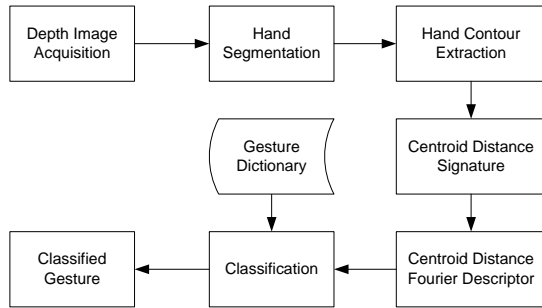 Depth Image
Acquisition
Hand
Segmentation
Hand Contour
Extraction
Gesture
Dictionary
Centroid Distance
Signature
Classified
Gesture
Classification
Centroid Distance
Fourier Descriptor